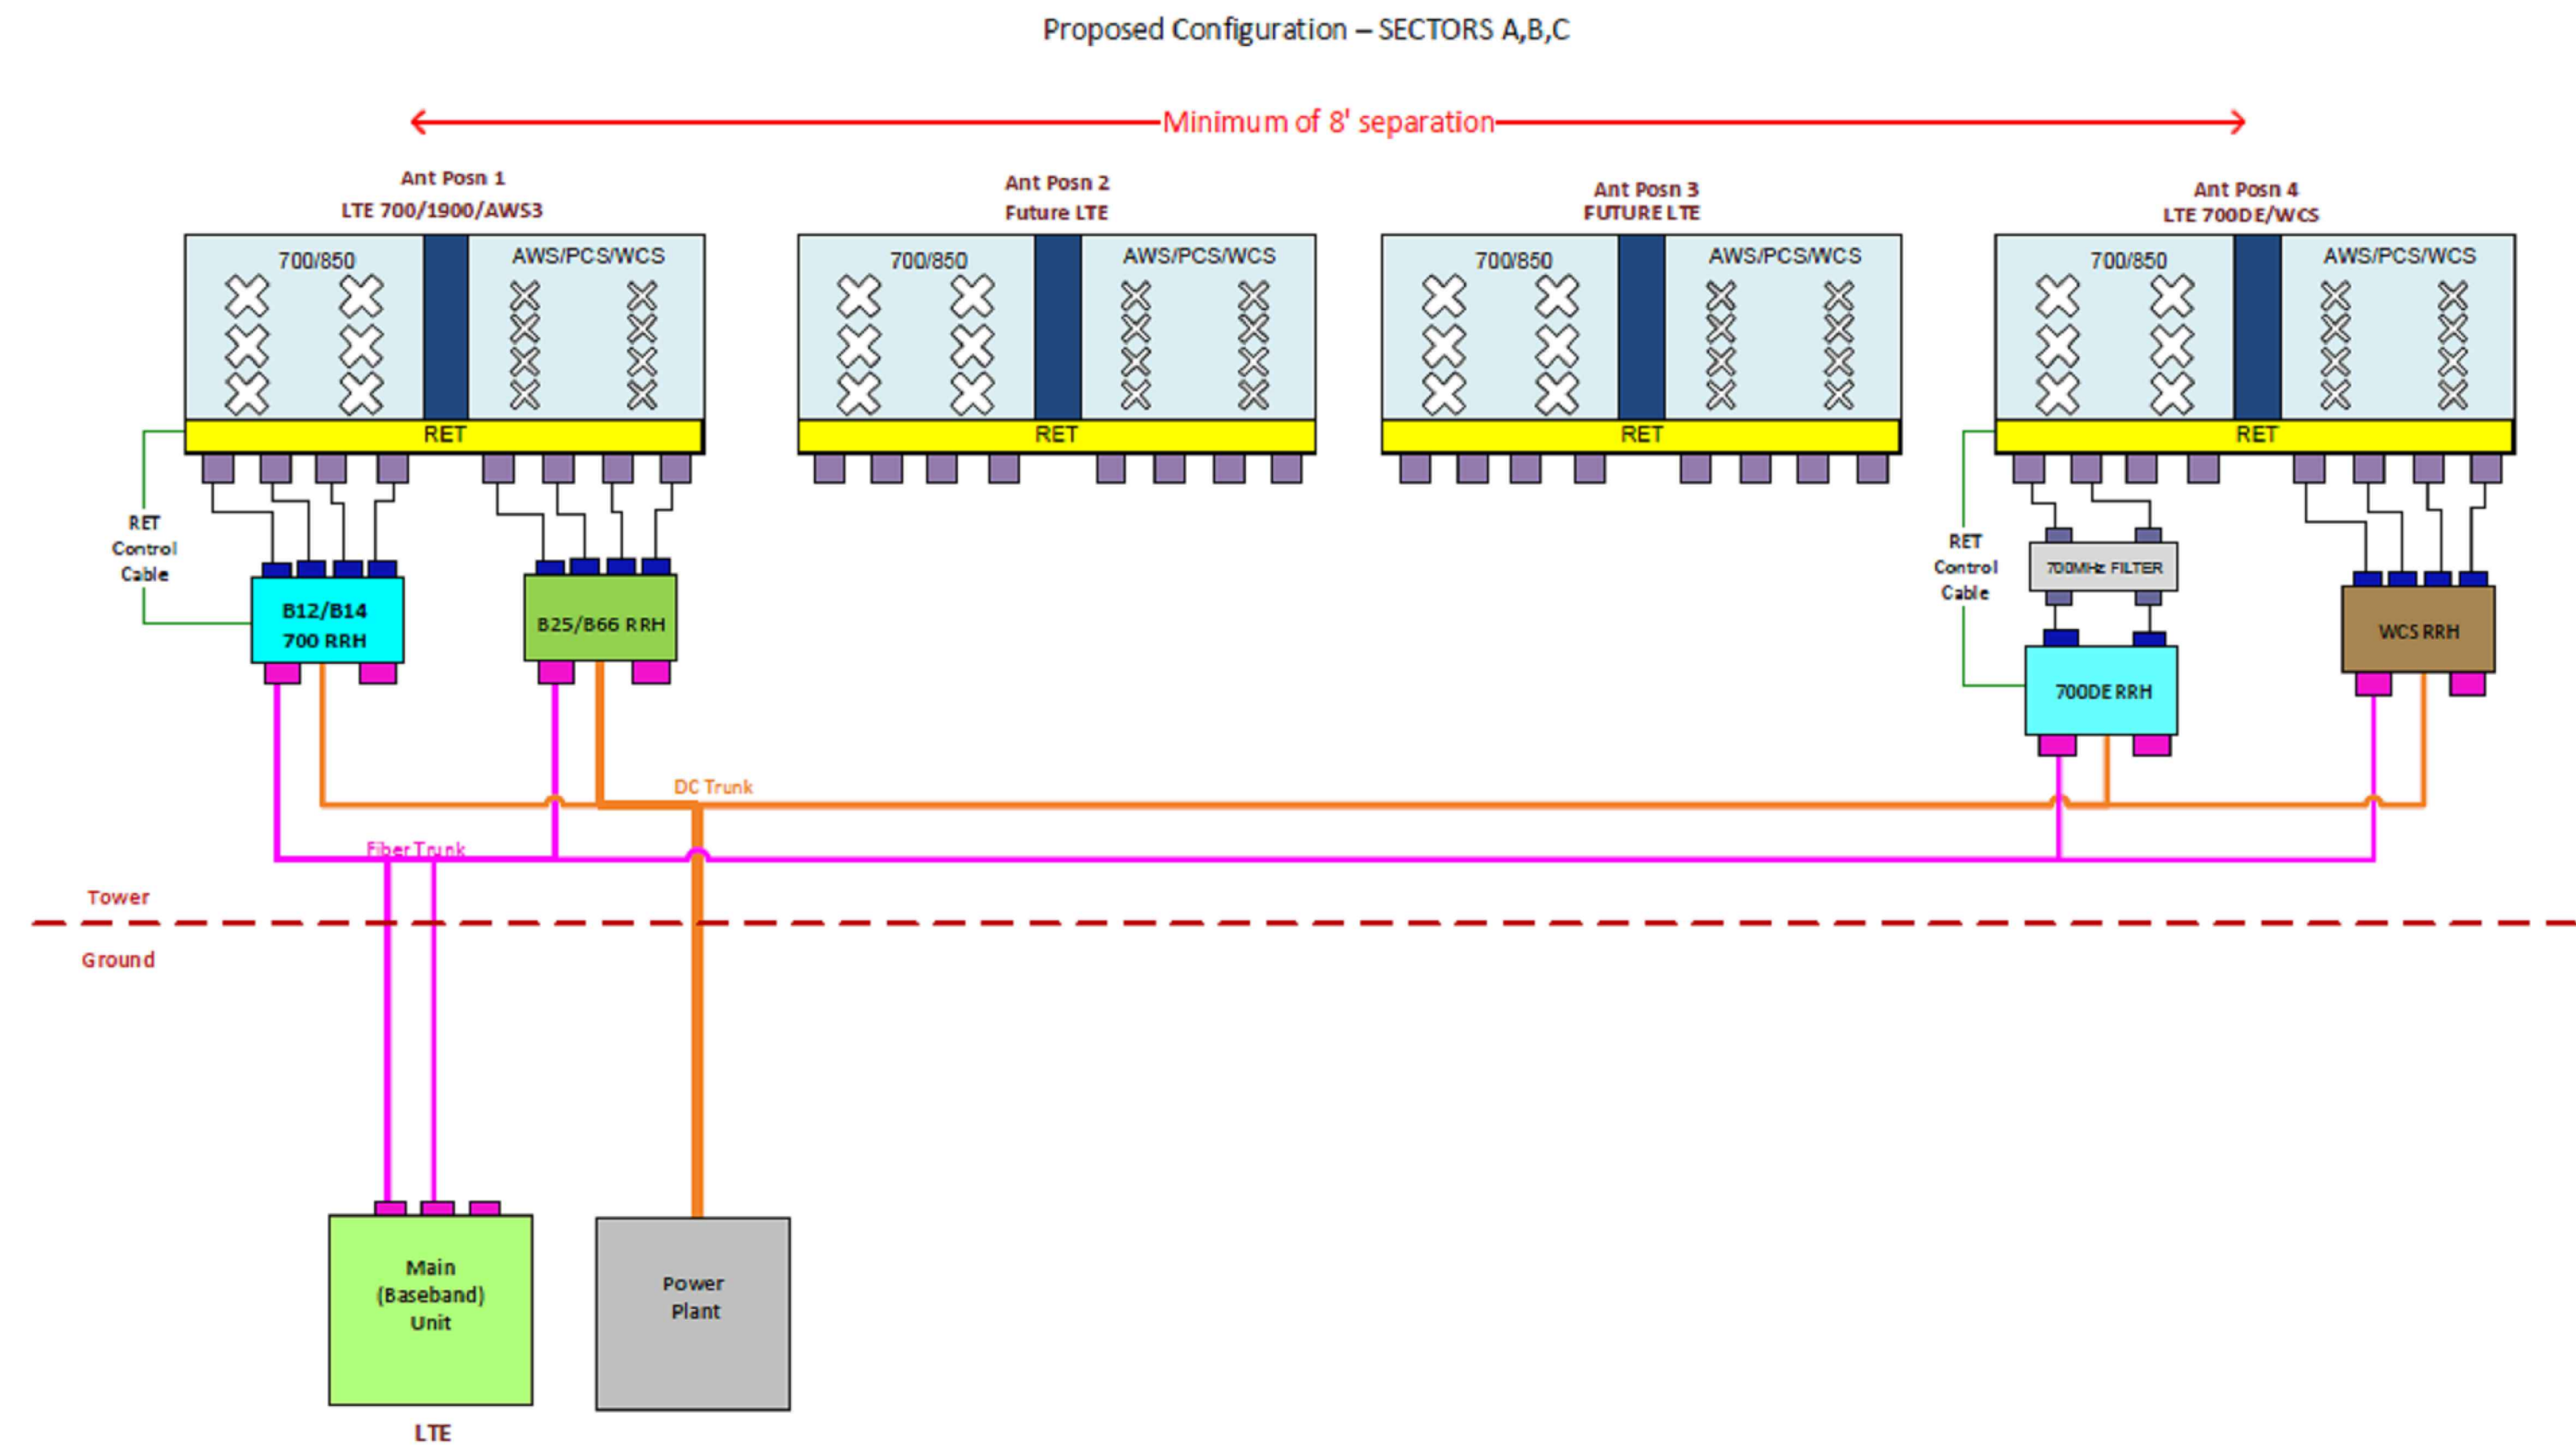 Proposed Configuration – SECTORS A,B,C
Minimum of 8' separation
Ant Posn 1
LTE 700/1900/AWS3
Ant Posn 2
Future LTE
Ant Posn 3
FUTURE LTE
Ant Posn 4
LTE 700DE/WCS
700/850
AWS/PCS/WCS
700/850
AWS/PCS/WCS
700/850
AWS/PCS/WCS
700/850
AWS/PCS/WCS
RET
RET
RET
RET
RET
Control
Cable
B12/B14
700 RRH
B25/B66 RRH
RET
Control
Cable
700MHz FILTER
700DE RRH
WCS RRH
DC Trunk
Fiber Trunk
Tower
Ground
Main
(Baseband)
Unit
Power
Plant
LTE